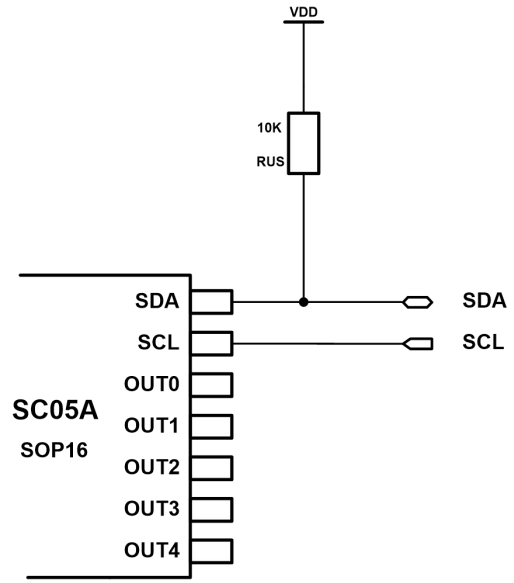 VDD
10K
RUS
SDA
SDA
SCL
SCL
OUT0
SC05A
OUT1
SOP16
OUT2
OUT3
OUT4